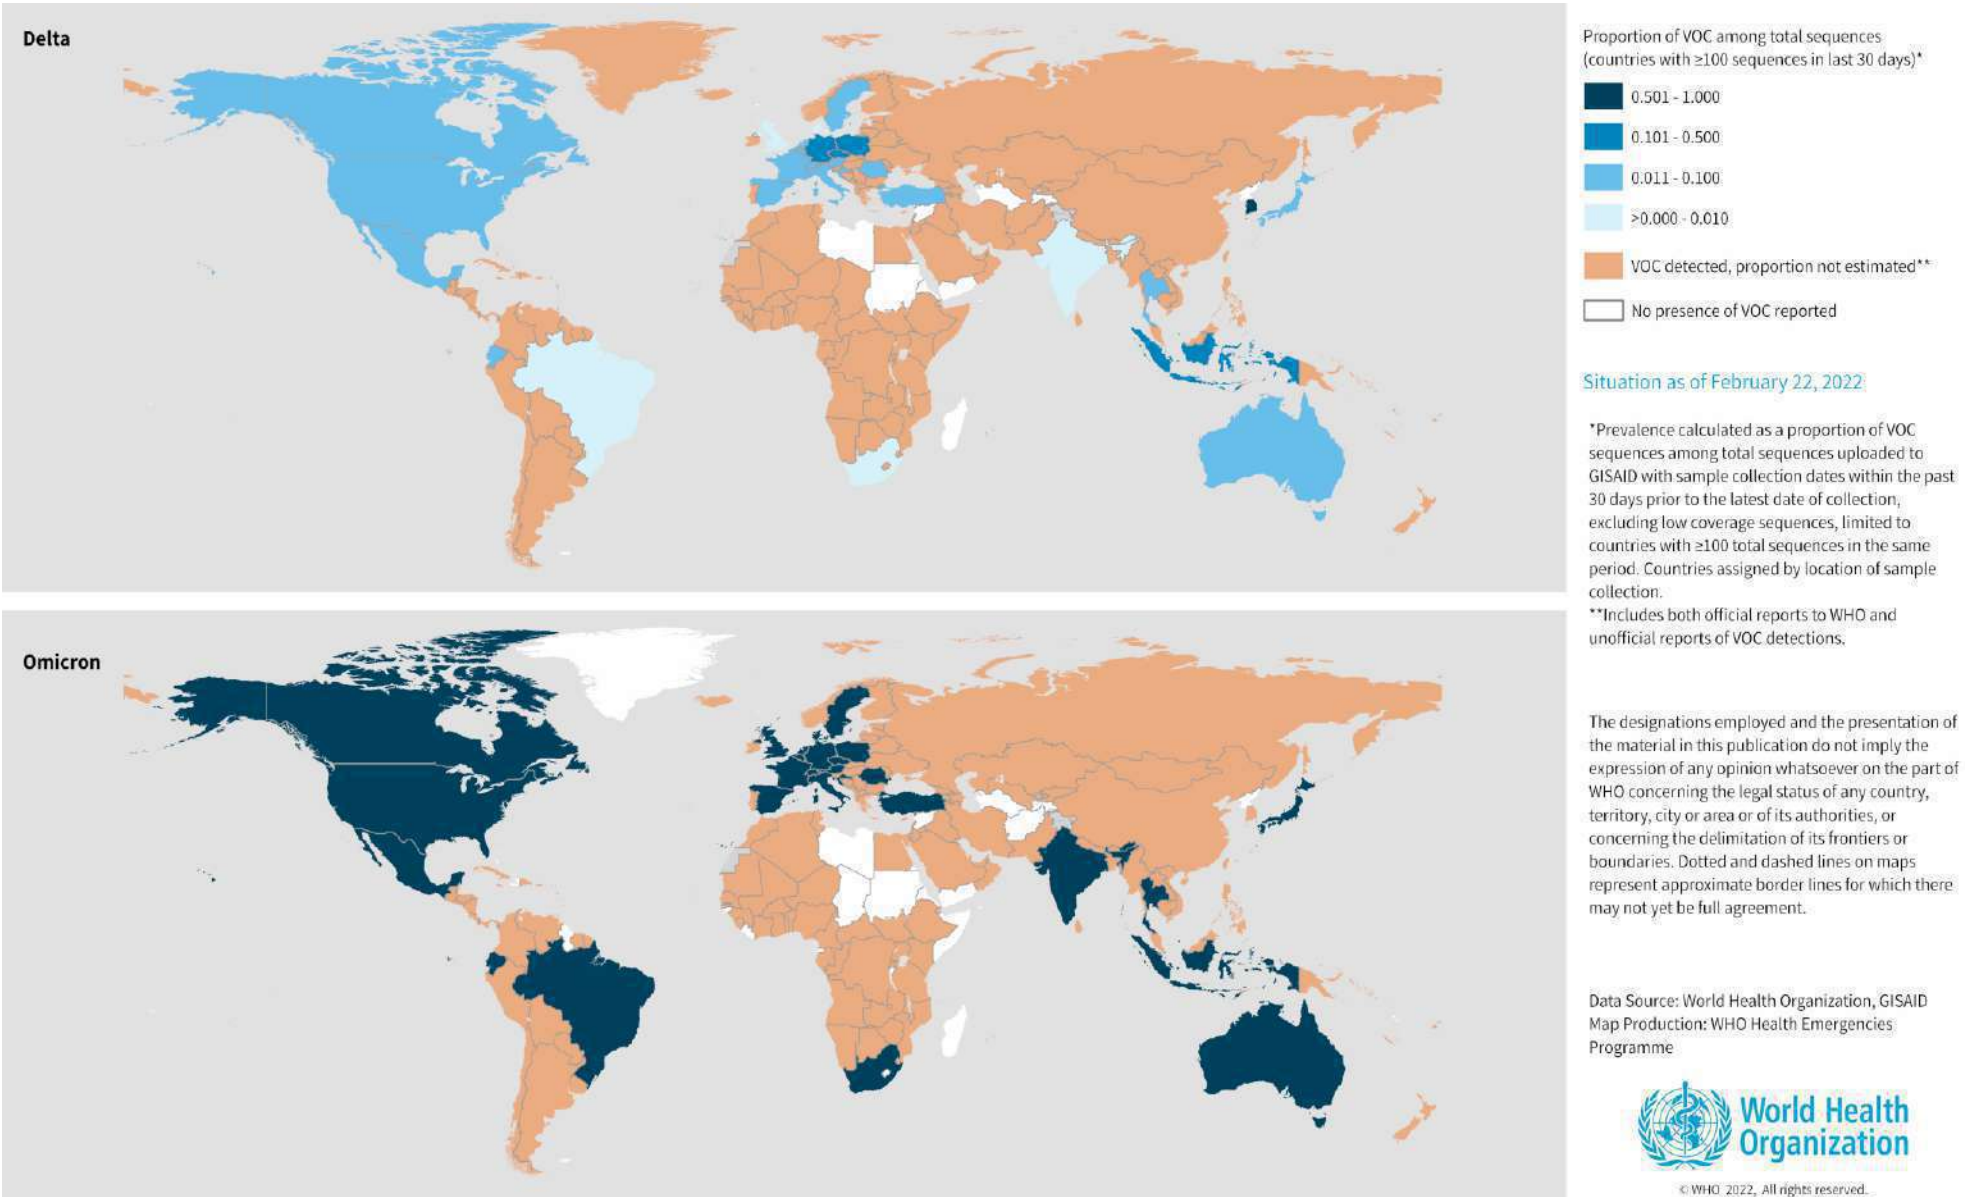 Delta
Proportion of VOC among total sequences
(countries with ≥100 sequences in last 30 days)*
0.501 - 1.000
0.101 - 0.500
0.011 - 0.100
>0.000 - 0.010
VOC detected, proportion not estimated**
No presence of VOC reported
Situation as of February 22, 2022
*Prevalence calculated as a proportion of VOC
sequences among total sequences uploaded to
GISAID with sample collection dates within the past
30 days prior to the latest date of collection,
excluding low coverage sequences, limited to
countries with ≥100 total sequences in the same
period. Countries assigned by location of sample
collection.
**Includes both official reports to WHO and
unofficial reports of VOC detections.
Omicron
The designations employed and the presentation of
the material in this publication do not imply the
expression of any opinion whatsoever on the part of
WHO concerning the legal status of any country,
territory, city or area or of its authorities, or
concerning the delimitation of its frontiers or
boundaries. Dotted and dashed lines on maps
represent approximate border lines for which there
may not yet be full agreement.
Data Source: World Health Organization, GISAID
Map Production: WHO Health Emergencies
Programme
World Health
Organization
© WHO 2022, All rights reserved.